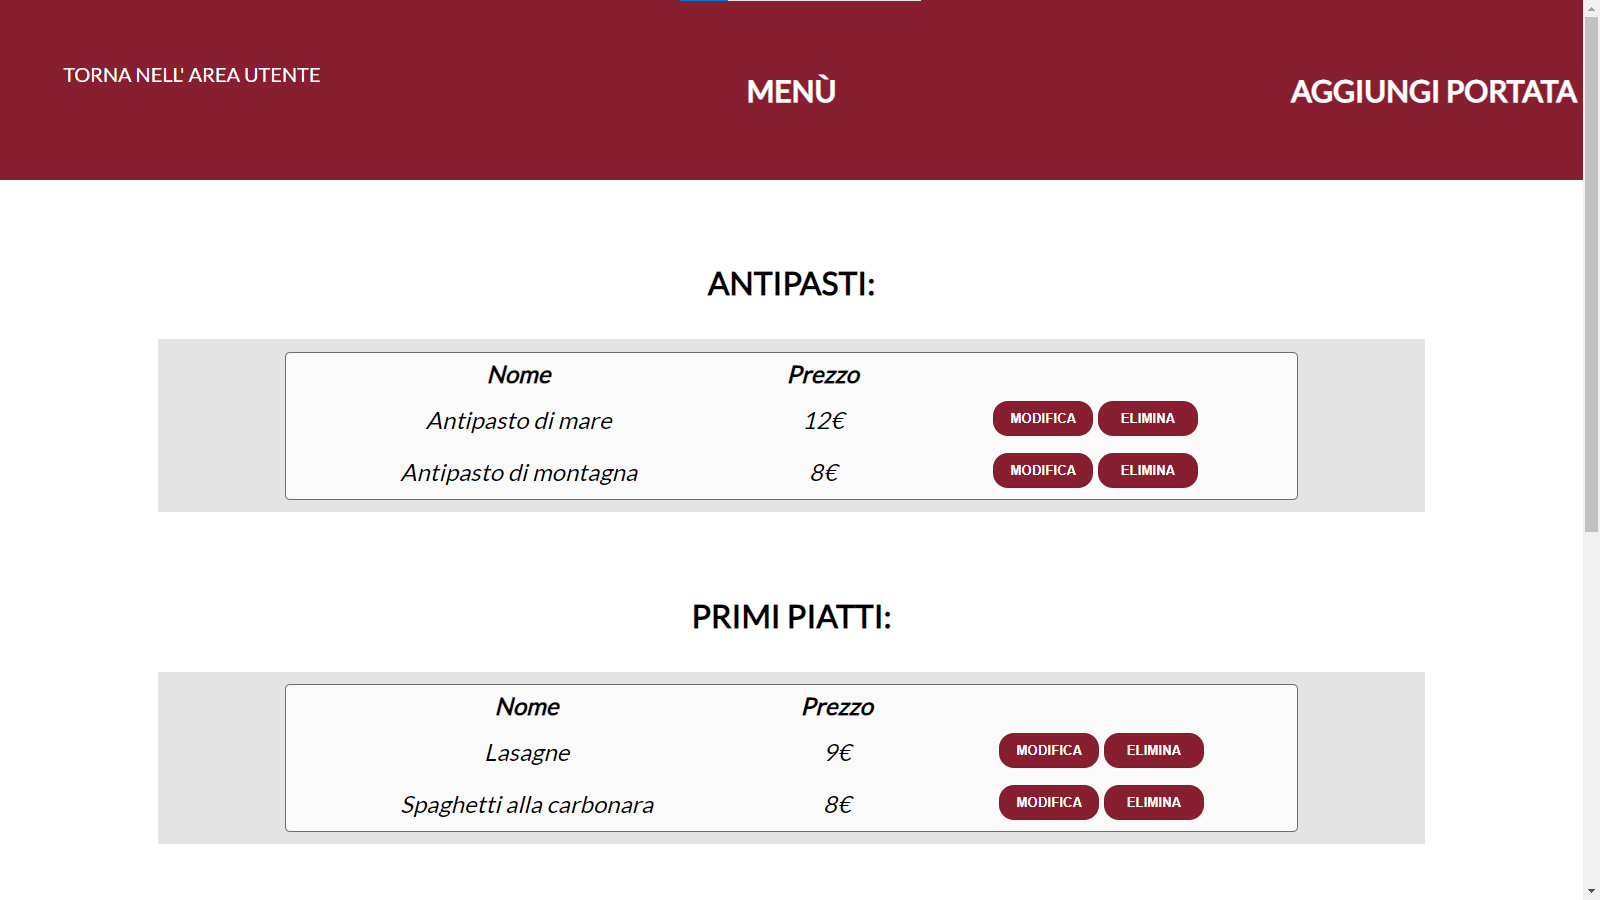 TORNA NELL' AREA UTENTE
MENÙ
AGGIUNGI PORTATA
ANTIPASTI:
Nome Prezzo
Antipasto di mare 12€ MODIFICA ELIMINA
Antipasto di montagna 8€ MODIFICA ELIMINA
PRIMI PIATTI:
Nome Prezzo
Lasagne 9€ MODIFICA ELIMINA
Spaghetti alla carbonara 8€ MODIFICA ELIMINA